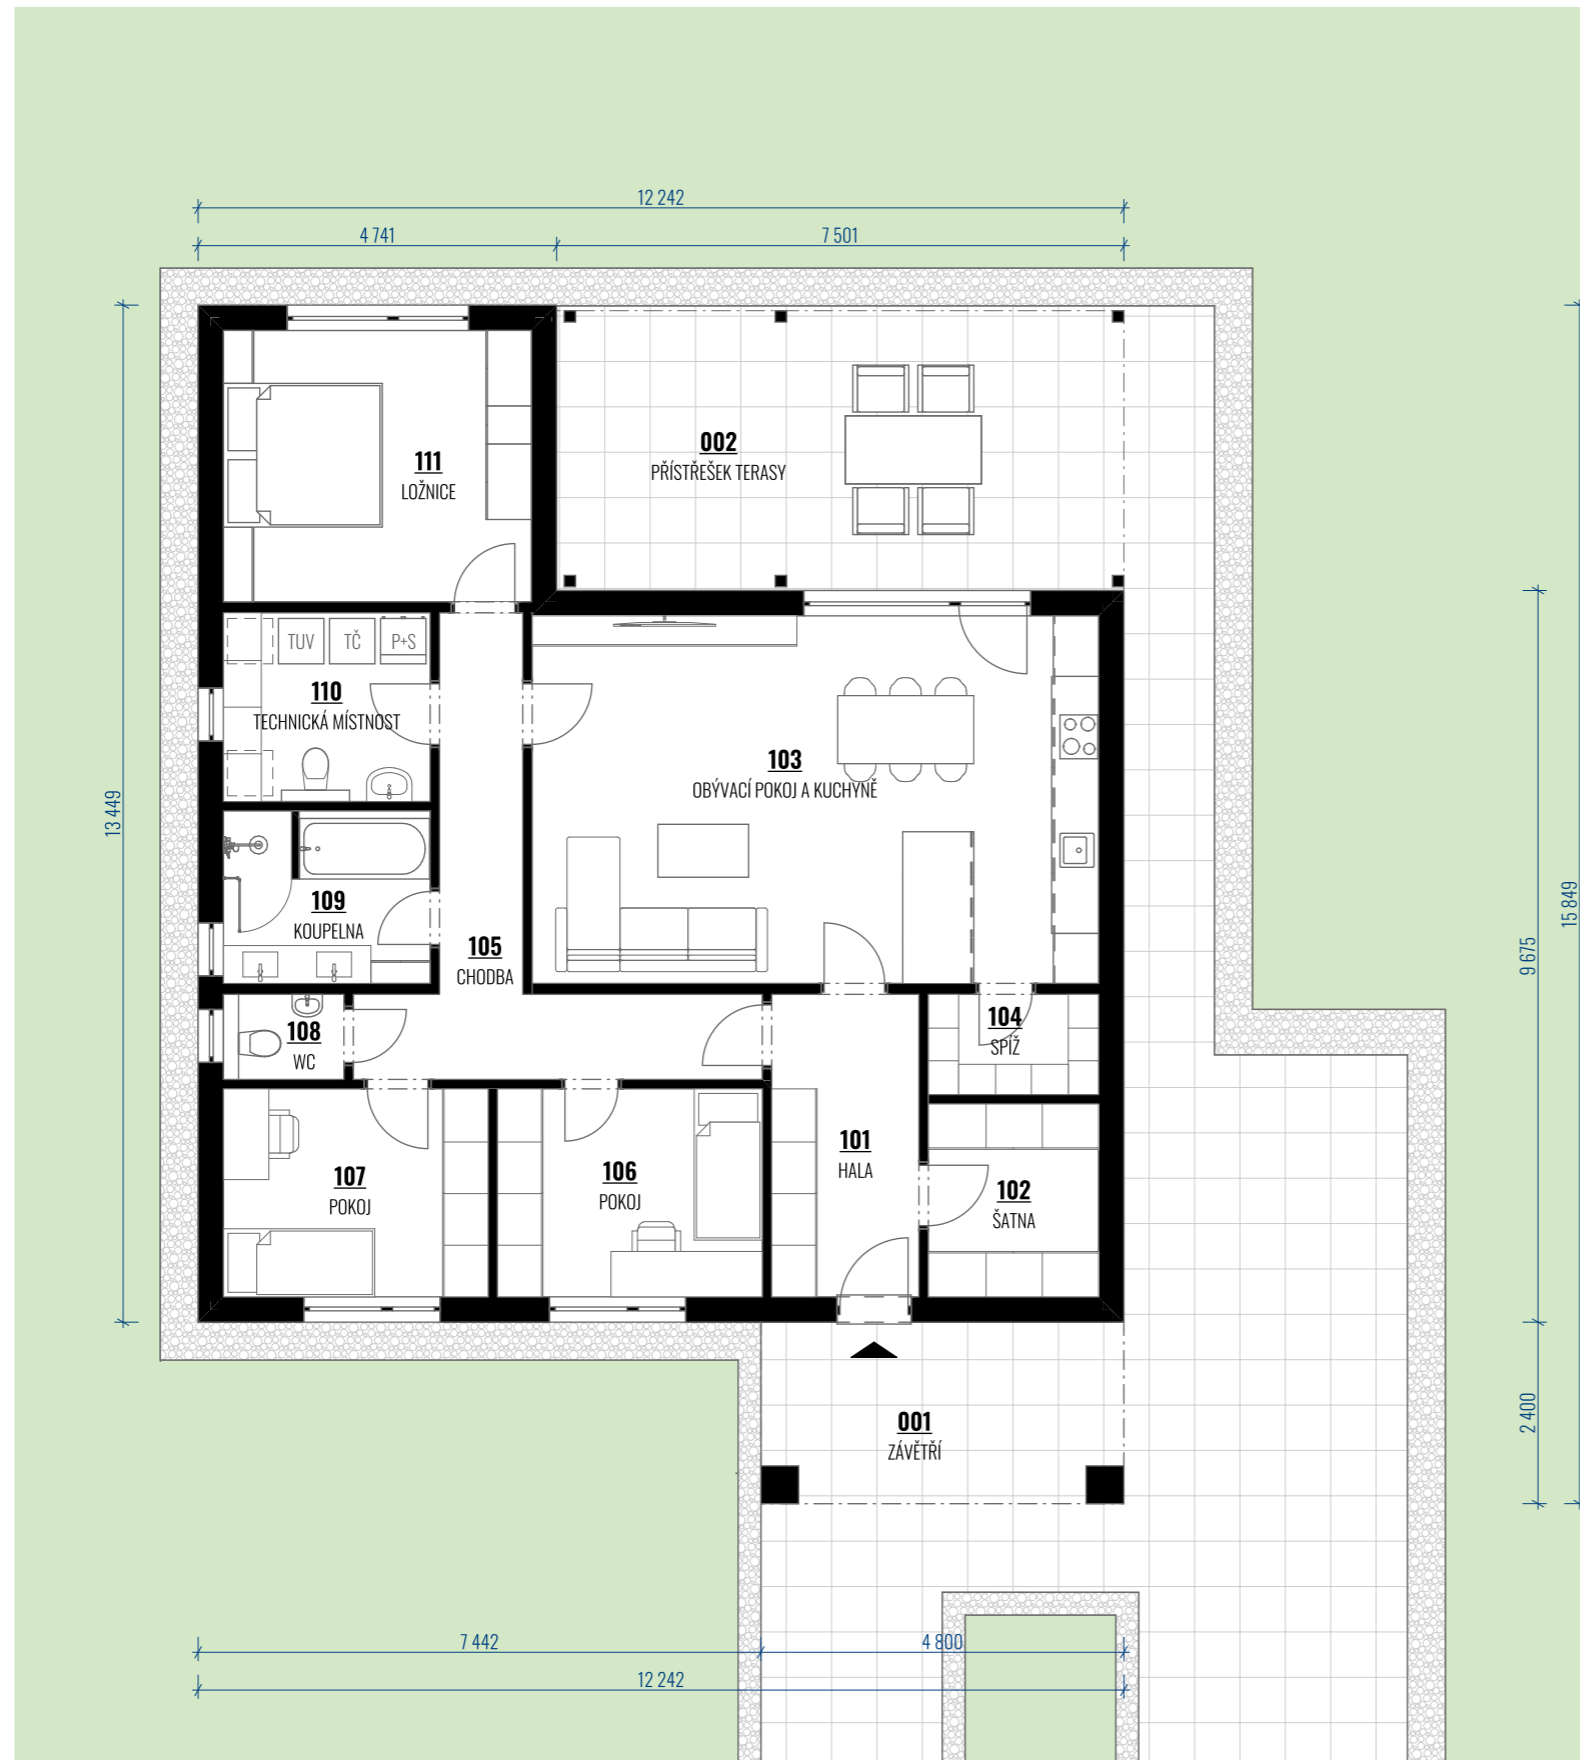 12 242
4 741
7 501
111
LOŽNICE
002
PŘÍSTŘEŠEK TERASY
TUV
TČ
P+S
110
TECHNICKÁ MÍSTNOST
103
OBÝVACÍ POKOJ A KUCHYNĚ
13 449
109
KOUPELNA
105
CHODBA
15 849
9 675
108
WC
104
SPÍŽ
101
HALA
107
POKOJ
106
POKOJ
102
ŠATNA
001
ZÁVĚTŘÍ
2 400
7 442
4 800
12 242